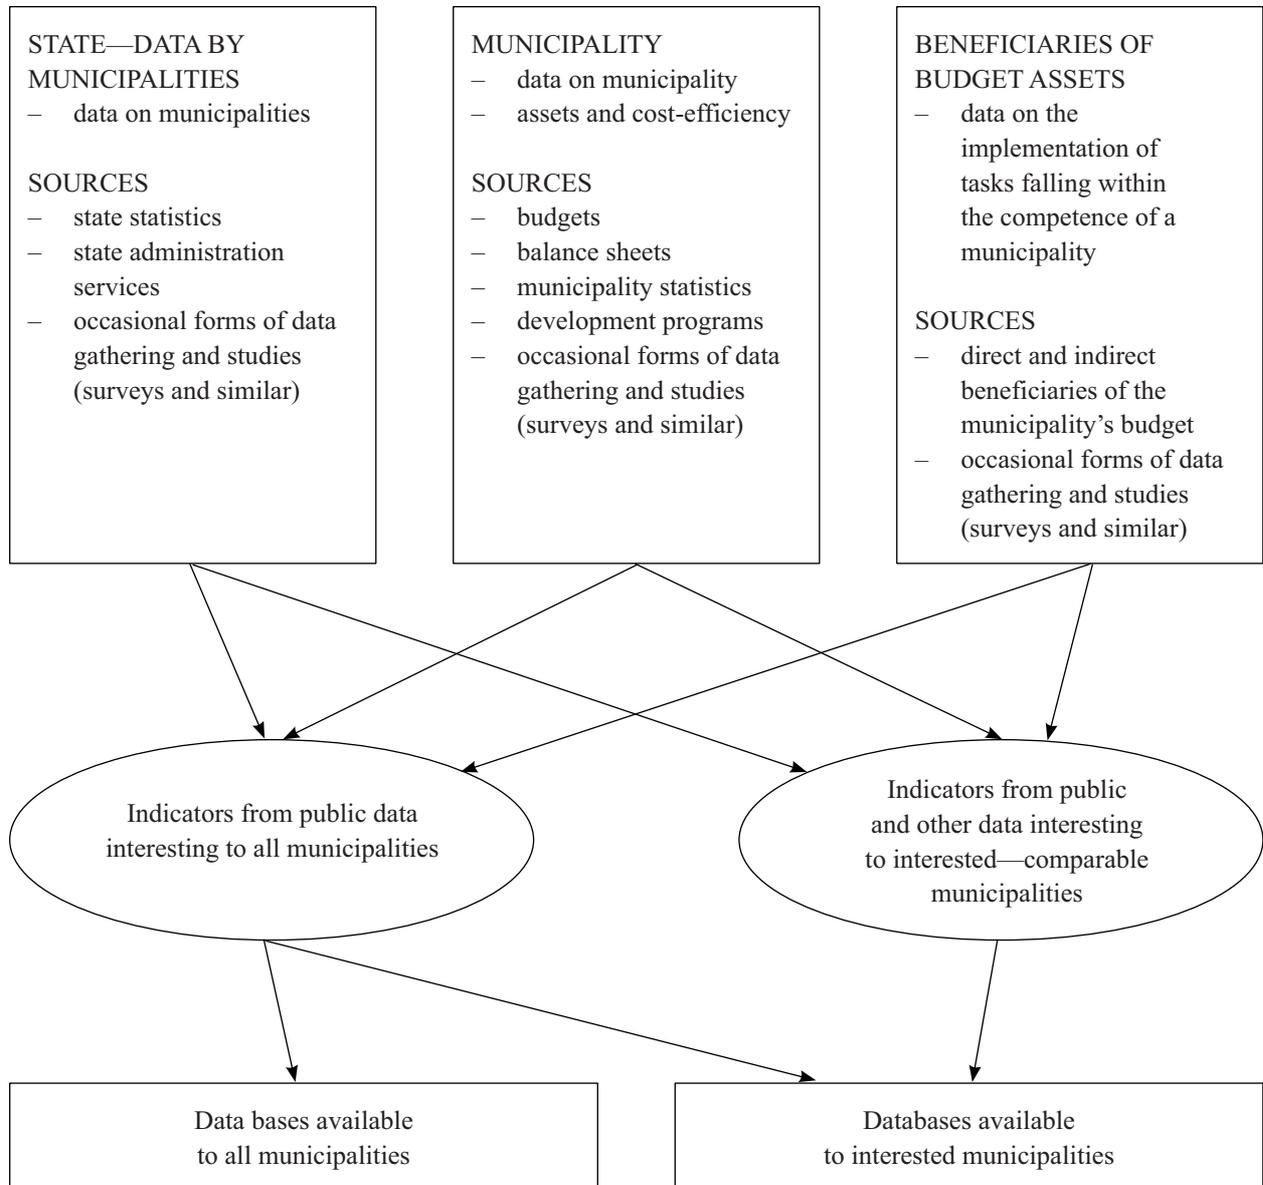 STATE—DATA BY
MUNICIPALITIES
– data on municipalities
SOURCES
– state statistics
– state administration
services
– occasional forms of data
gathering and studies
(surveys and similar)
MUNICIPALITY
– data on municipality
– assets and cost-efficiency
SOURCES
– budgets
– balance sheets
– municipality statistics
– development programs
– occasional forms of data
gathering and studies
(surveys and similar)
BENEFICIARIES OF
BUDGET ASSETS
– data on the
implementation of
tasks falling within
the competence of a
municipality
SOURCES
– direct and indirect
beneficiaries of the
municipality’s budget
– occasional forms of data
gathering and studies
(surveys and similar)
Indicators from public data
interesting to all municipalities
Indicators from public
and other data interesting
to interested—comparable
municipalities
Data bases available
to all municipalities
Databases available
to interested municipalities